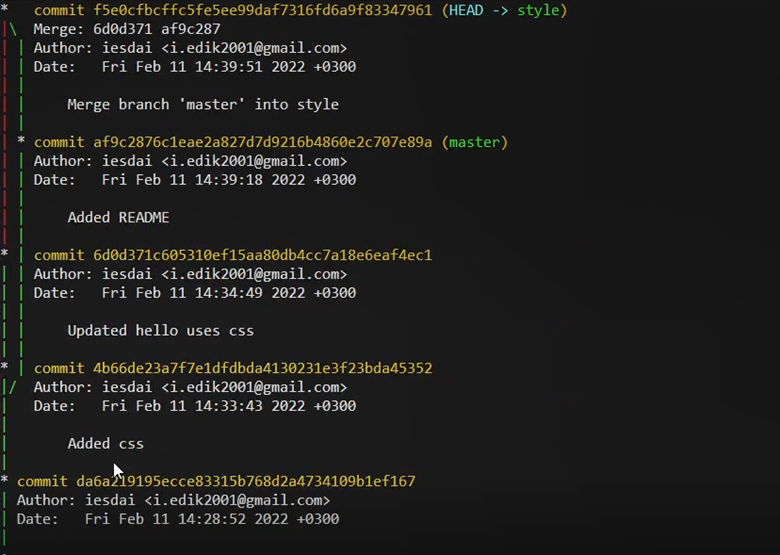 * commit f5e0cfbcffc5fe5ee99daf7316fd6a9f83347961 (HEAD -> style)
|\ Merge: 6d0d371 af9c287
| | Author: iesdai <i.edik2001@gmail.com>
| | Date: Fri Feb 11 14:39:51 2022 +0300
| |
| | Merge branch 'master' into style
| |
| * commit af9c2876c1eae2a827d7d9216b4860e2c707e89a (master)
| | Author: iesdai <i.edik2001@gmail.com>
| | Date: Fri Feb 11 14:39:18 2022 +0300
| |
| | Added README
| |
* | commit 6d0d371c605310ef15aa80db4cc7a18e6eaf4ec1
| | Author: iesdai <i.edik2001@gmail.com>
| | Date: Fri Feb 11 14:34:49 2022 +0300
| |
| | Updated hello uses css
| |
* | commit 4b66de23a7f7e1dfdbda4130231e3f23bda45352
|/ Author: iesdai <i.edik2001@gmail.com>
| Date: Fri Feb 11 14:33:43 2022 +0300
|
| Added css
|
* commit da6a219195ecce83315b768d2a4734109b1ef167
| Author: iesdai <i.edik2001@gmail.com>
| Date: Fri Feb 11 14:28:52 2022 +0300
|